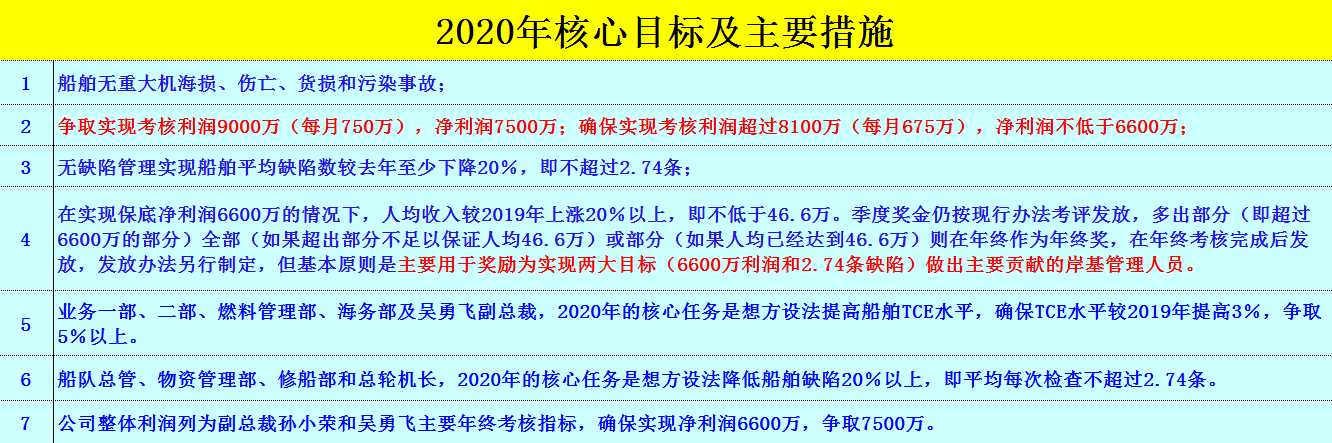 2020年核心目标及主要措施
1 船舶无重大机海损、伤亡、货损和污染事故；
2 争取实现考核利润9000万（每月750万），净利润7500万；确保实现考核利润超过8100万（每月675万），净利润不低于6600万；
3 无缺陷管理实现船舶平均缺陷数较去年至少下降20%，即不超过2.74条；
在实现保底净利润6600万的情况下，人均收入较2019年上涨20%以上，即不低于46.6万。季度奖金仍按现行办法考评发放，多出部分（即超过
4 6600万的部分）全部（如果超出部分不足以保证人均46.6万）或部分（如果人均已经达到46.6万）则在年终作为年终奖，在年终考核完成后发
放，发放办法另行制定，但基本原则是主要用于奖励为实现两大目标（6600万利润和2.74条缺陷）做出主要贡献的岸基管理人员。
5 业务一部、二部、燃料管理部、海务部及吴勇飞副总裁，2020年的核心任务是想方设法提高船舶TCE水平，确保TCE水平较2019年提高3%，争取
5%以上。
6 船队总管、物资管理部、修船部和总轮机长，2020年的核心任务是想方设法降低船舶缺陷20%以上，即平均每次检查不超过2.74条。
7 公司整体利润列为副总裁孙小荣和吴勇飞主要年终考核指标，确保实现净利润6600万，争取7500万。